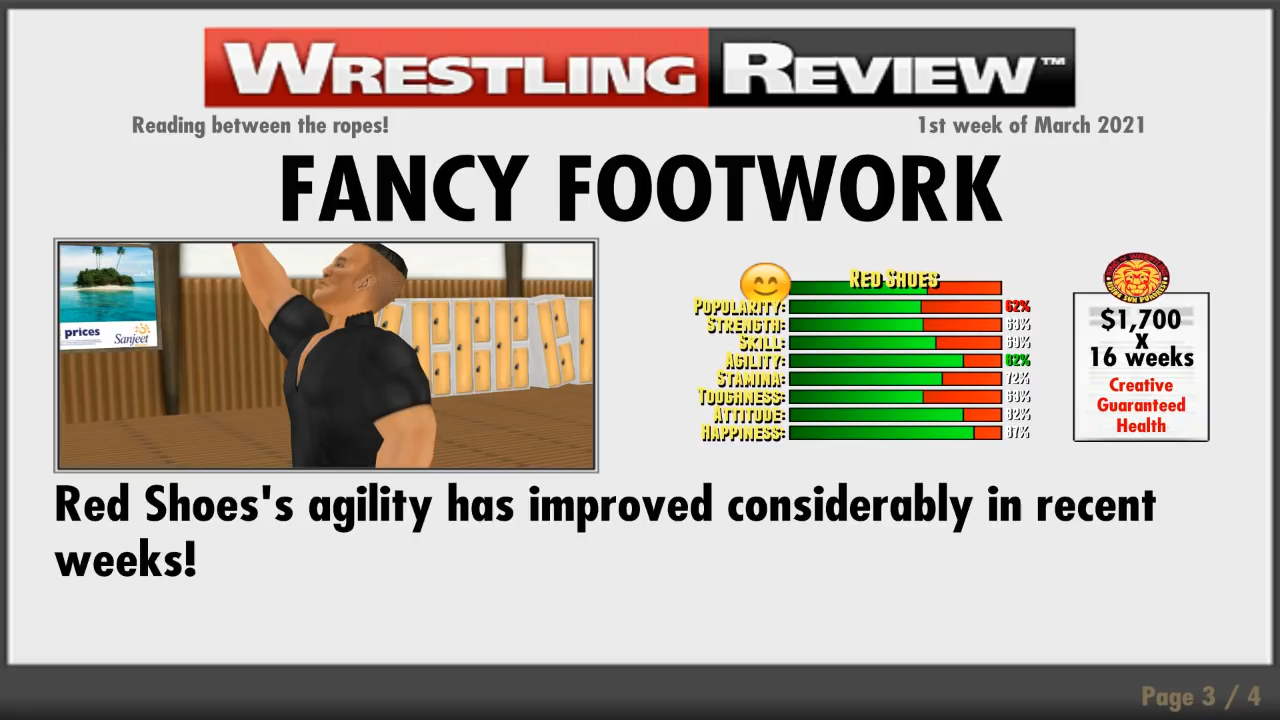 WRESTLING REVIEW™
Reading between the ropes!
1st week of March 2021
FANCY FOOTWORK
prices
Sanjeet
RED SHOES
POPULARITY: 62%
STRENGTH: 63%
SKILL: 69%
AGILITY: 82%
STAMINA: 72%
TOUGHNESS: 63%
ATTITUDE: 82%
HAPPINESS: 87%
$1,700
X
16 weeks
Creative
Guaranteed
Health
Red Shoes's agility has improved considerably in recent
weeks!
Page 3 / 4